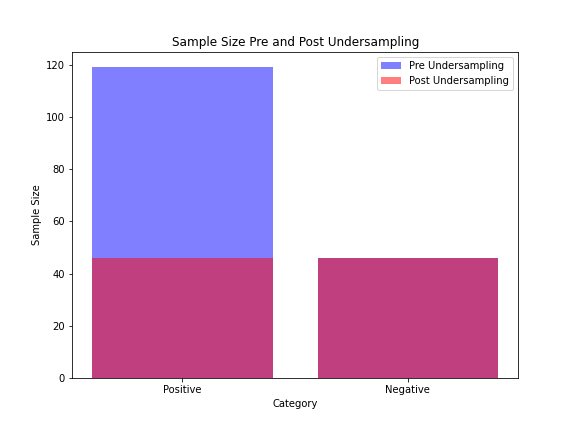 Sample Size Pre and Post Undersampling
Pre Undersampling
Post Undersampling
120
100
80
60
40
20
0
Sample Size
Positive
Negative
Category